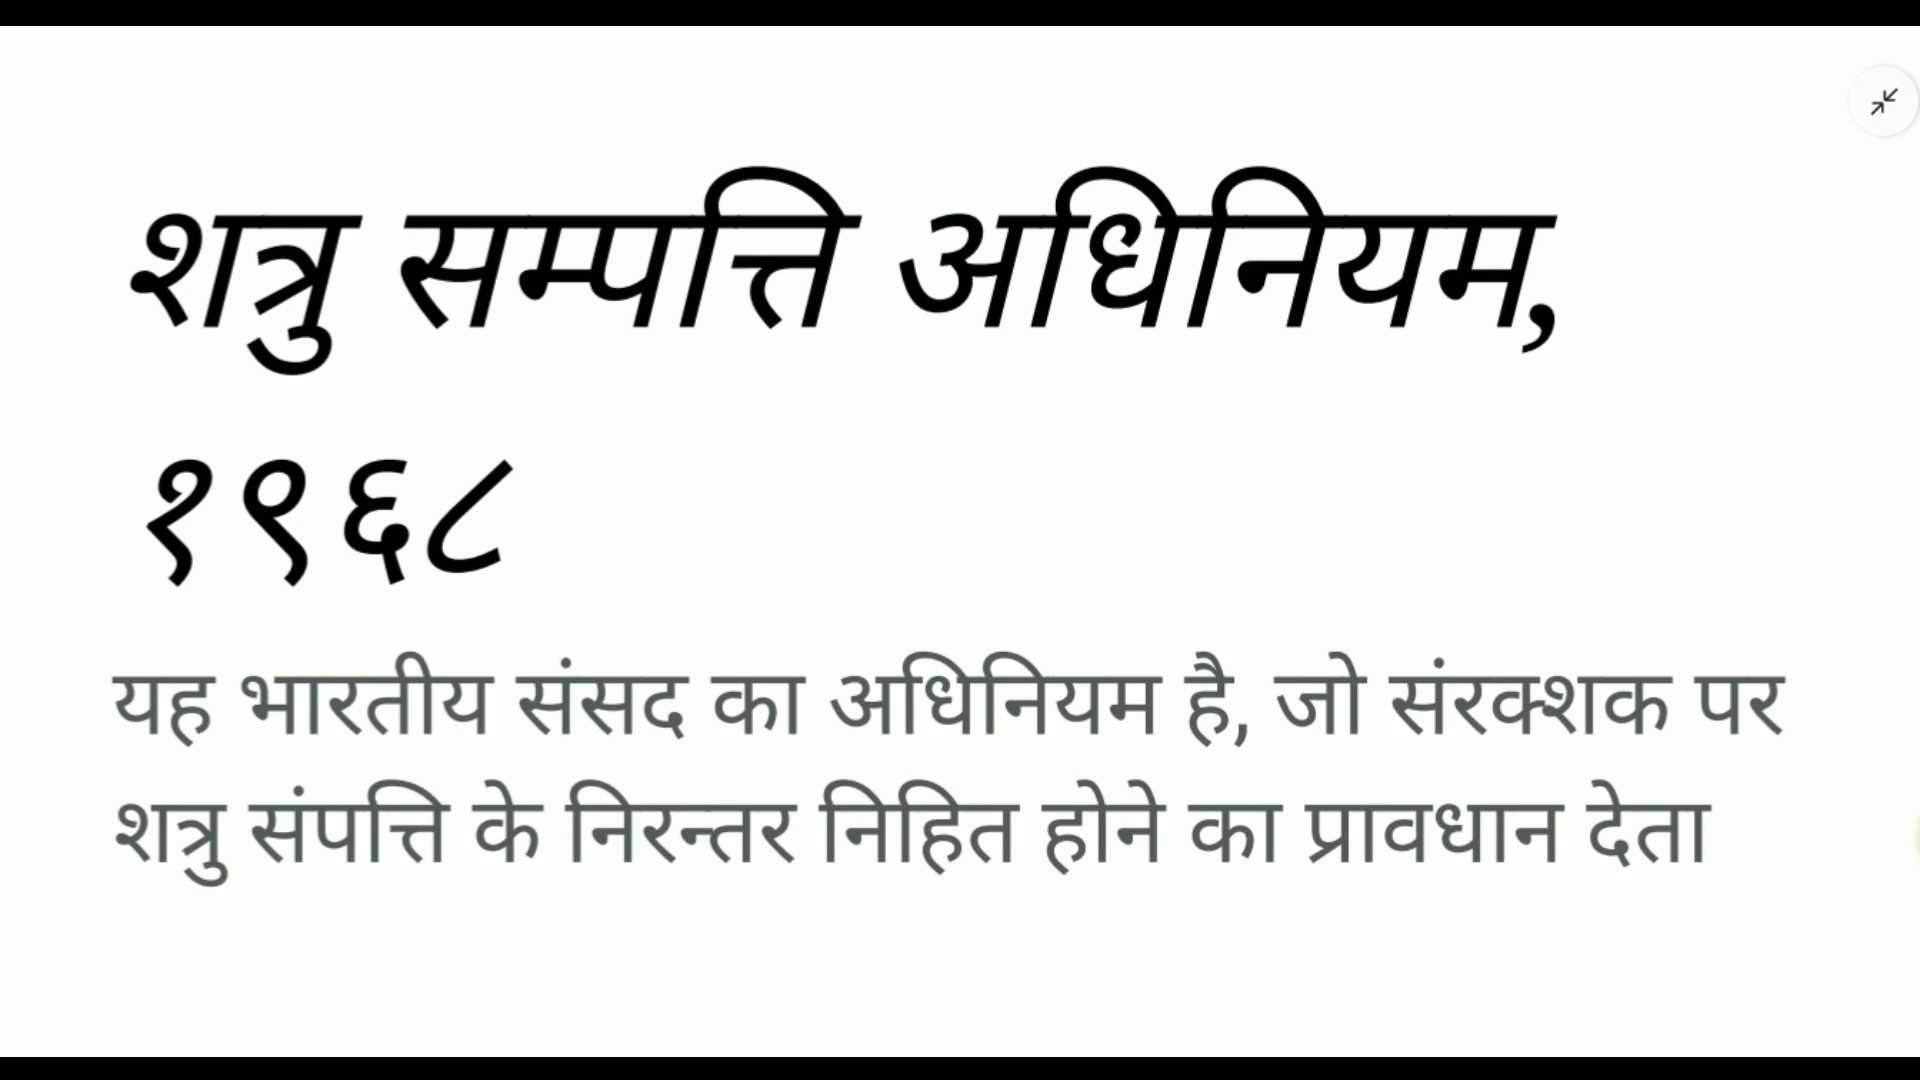 शत्रु सम्पत्ति अधिनियम,
१९६८
यह भारतीय संसद का अधिनियम है, जो संरक्शक पर
शत्रु संपत्ति के निरन्तर निहित होने का प्रावधान देता